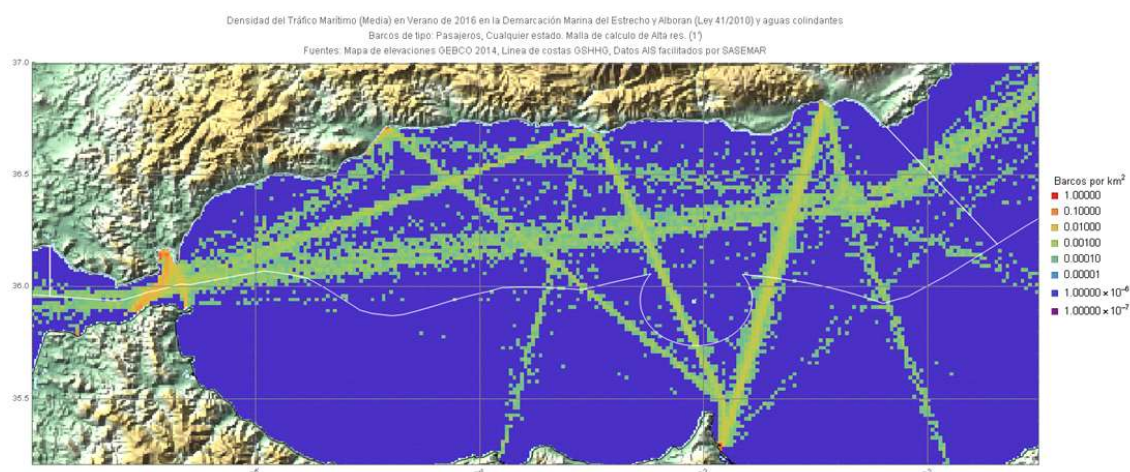 Densidad del Tráfico Marítimo (Media) en Verano de 2016 en la Demarcación Marina del Estrecho y Alboran (Ley 41/2010) y aguas colindantes
Barcos de tipo: Pasajeros, Cualquier estado. Malla de calculo de Alta res. (1')
Fuentes: Mapa de elevaciones GEBCO 2014, Linea de costas GSHHG, Datos AIS facilitados por SASEMAR
37.0
36.5
36.0
35.5
Barcos por km²
1.00000
0.10000
0.01000
0.00100
0.00010
0.00001
1.00000 × 10⁻⁶
1.00000 × 10⁻⁷